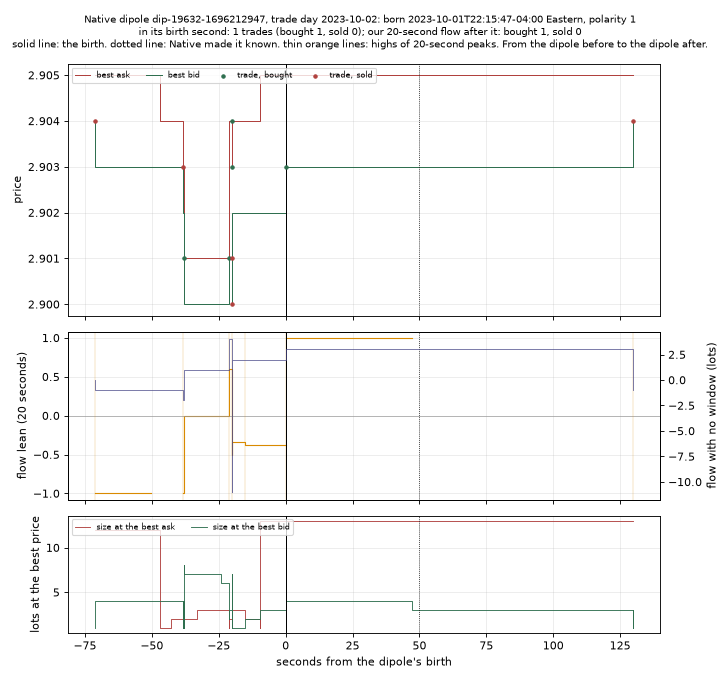 Native dipole dip-19632-1696212947, trade day 2023-10-02: born 2023-10-01T22:15:47-04:00 Eastern, polarity 1
in its birth second: 1 trades (bought 1, sold 0); our 20-second flow after it: bought 1, sold 0
solid line: the birth. dotted line: Native made it known. thin orange lines: highs of 20-second peaks. From the dipole before to the dipole after.
best ask best bid trade, bought trade, sold
2.905
2.904
2.903
2.902
2.901
2.900
price
1.0
0.5
0.0
−0.5
−1.0
flow lean (20 seconds)
2.5
0.0
−2.5
−5.0
−7.5
−10.0
flow with no window (lots)
size at the best ask size at the best bid
10
5
lots at the best price
−75 −50 −25 0 25 50 75 100 125
seconds from the dipole's birth